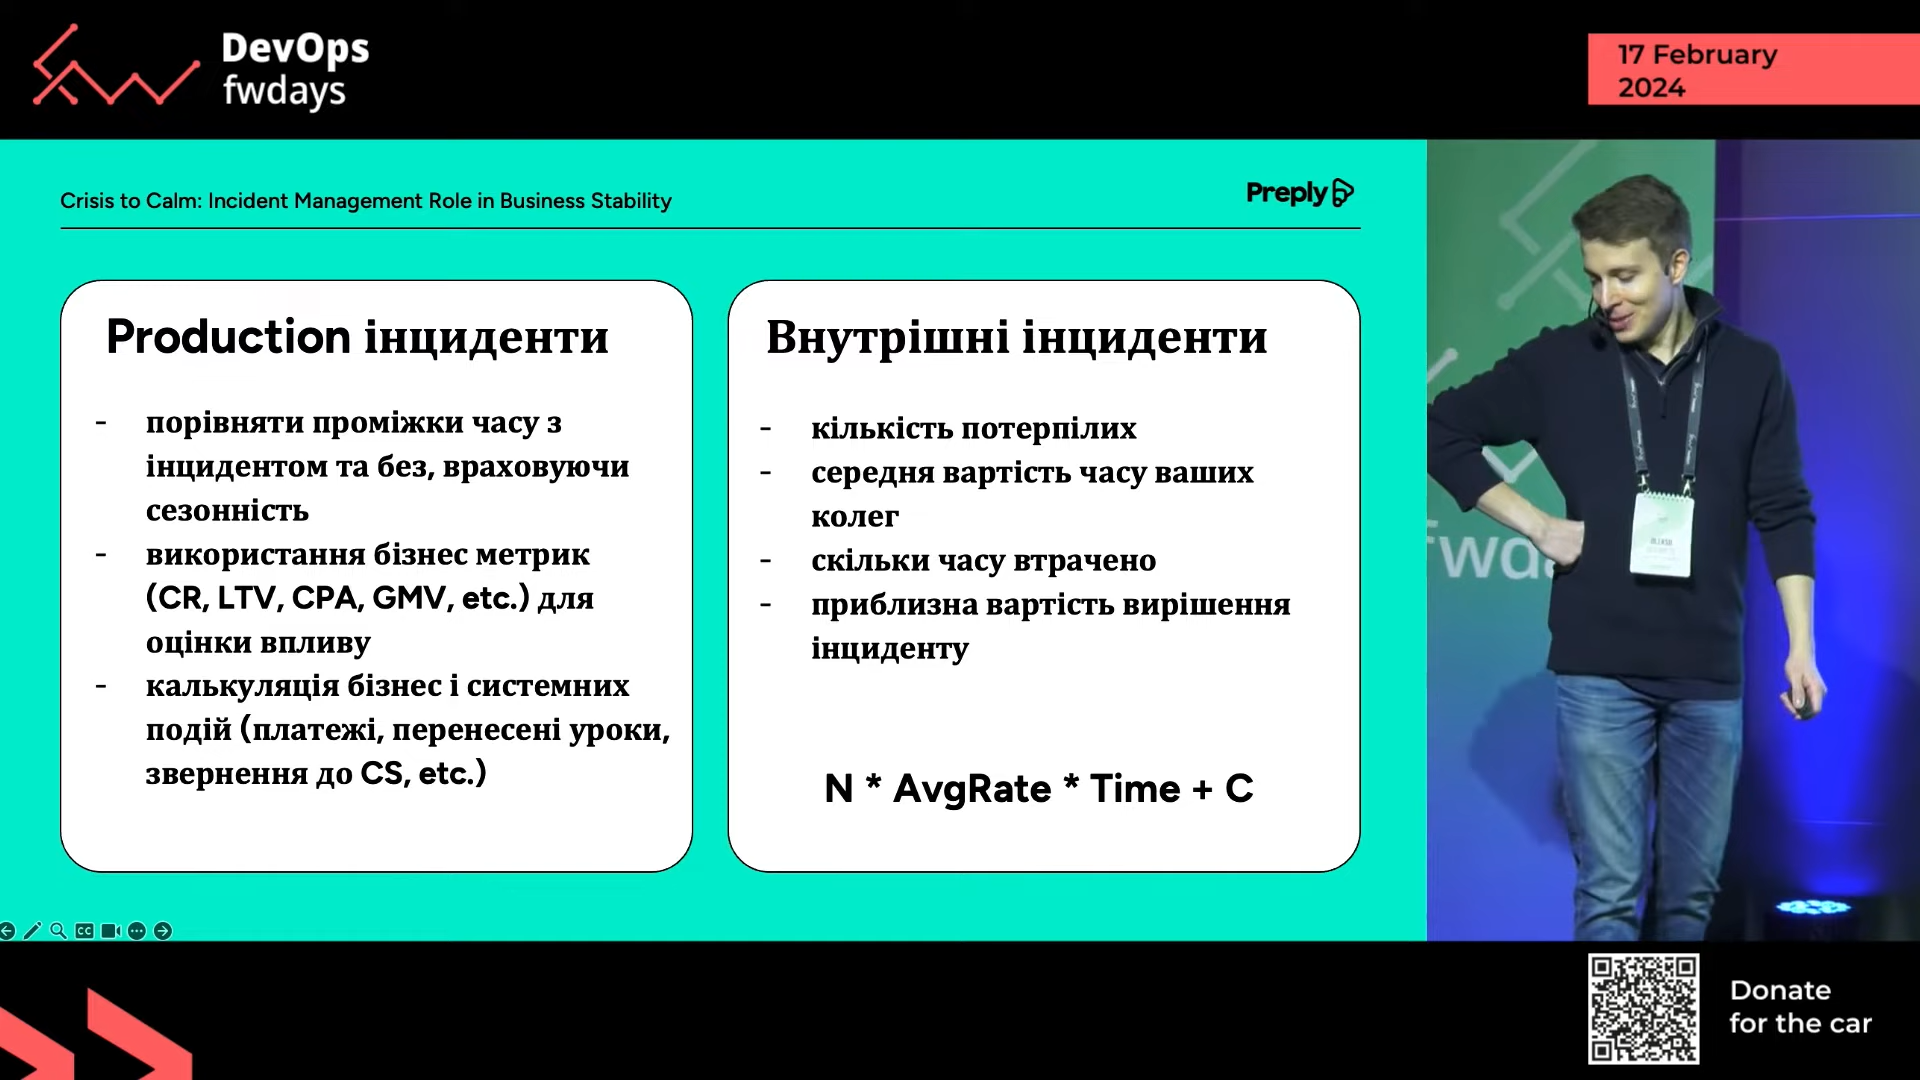 DevOps
fwdays
17 February
2024
Crisis to Calm: Incident Management Role in Business Stability
Preply
Production інциденти
- порівняти проміжки часу з
інцидентом та без, враховуючи
сезонність
- використання бізнес метрик
(CR, LTV, CPA, GMV, etc.) для
оцінки впливу
- калькуляція бізнес і системних
подій (платежі, перенесені уроки,
звернення до CS, etc.)
Внутрішні інциденти
- кількість потерпілих
- середня вартість часу ваших
колег
- скільки часу втрачено
- приблизна вартість вирішення
інциденту
N * AvgRate * Time + C
CC
Donate
for the car